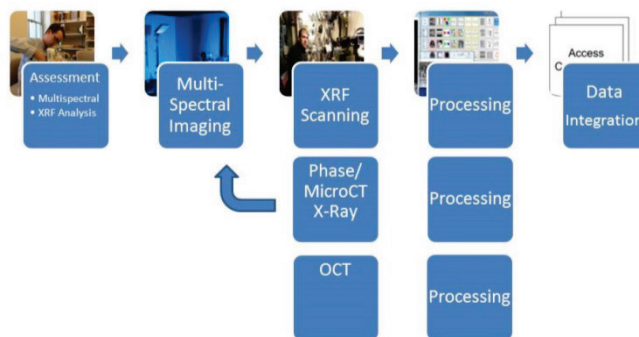 Assessment
• Multispectral
• XRF Analysis
Multi-
Spectral
Imaging
XRF
Scanning
Processing
Access
Data
Integration
Phase/
MicroCT
X-Ray
Processing
OCT
Processing